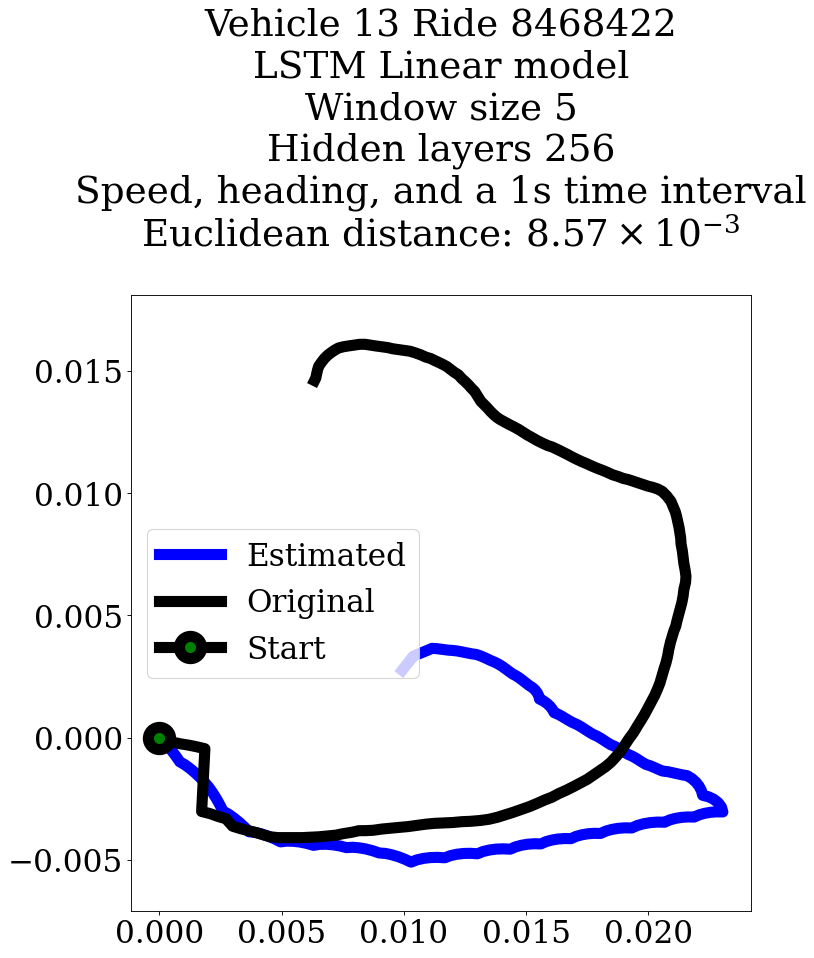 Vehicle 13 Ride 8468422
LSTM Linear model
Window size 5
Hidden layers 256
Speed, heading, and a 1s time interval
Euclidean distance: 8.57 × 10⁻³
0.015
0.010
0.005
0.000
−0.005
Estimated
Original
Start
0.000 0.005 0.010 0.015 0.020